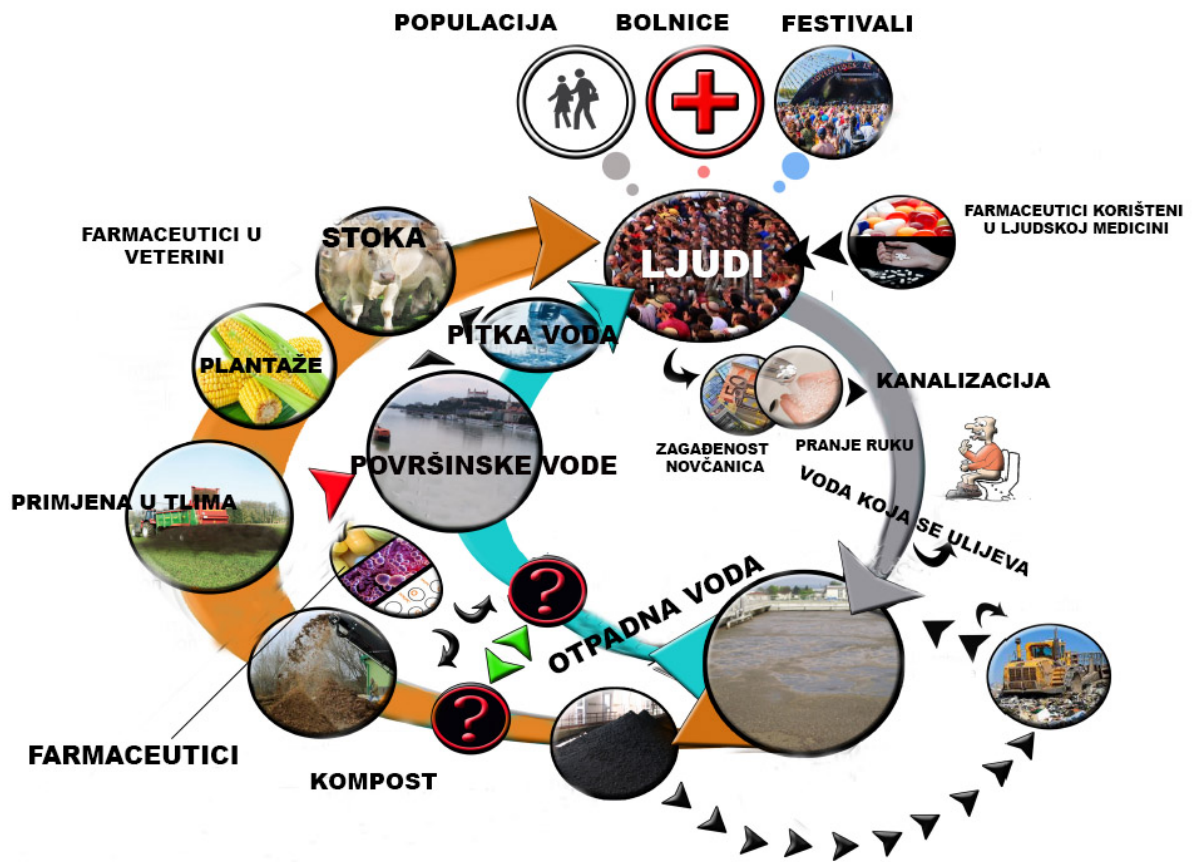 POPULACIJA
BOLNICE
FESTIVALI
FARMACEUTICI U
VETERINI
STOKA
LJUDI
FARMACEUTICI KORIŠTENI
U LJUDSKOJ MEDICINI
PITKA VODA
PLANTAŽE
KANALIZACIJA
ZAGAĐENOST
NOVČANICA
PRANJE RUKU
POVRŠINSKE VODE
PRIMJENA U TLIMA
VODA KOJA SE ULIJEVA
?
OTPADNA VODA
?
FARMACEUTICI
KOMPOST